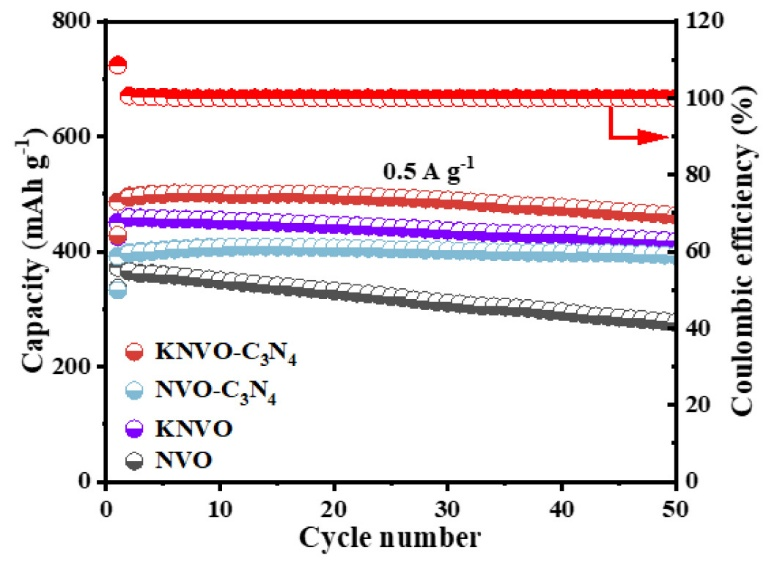 800
600
400
200
0
Capacity (mAh g⁻¹)
120
100
80
60
40
20
0
Coulombic efficiency (%)
0.5 A g⁻¹
KNVO-C₃N₄
NVO-C₃N₄
KNVO
NVO
0 10 20 30 40 50
Cycle number